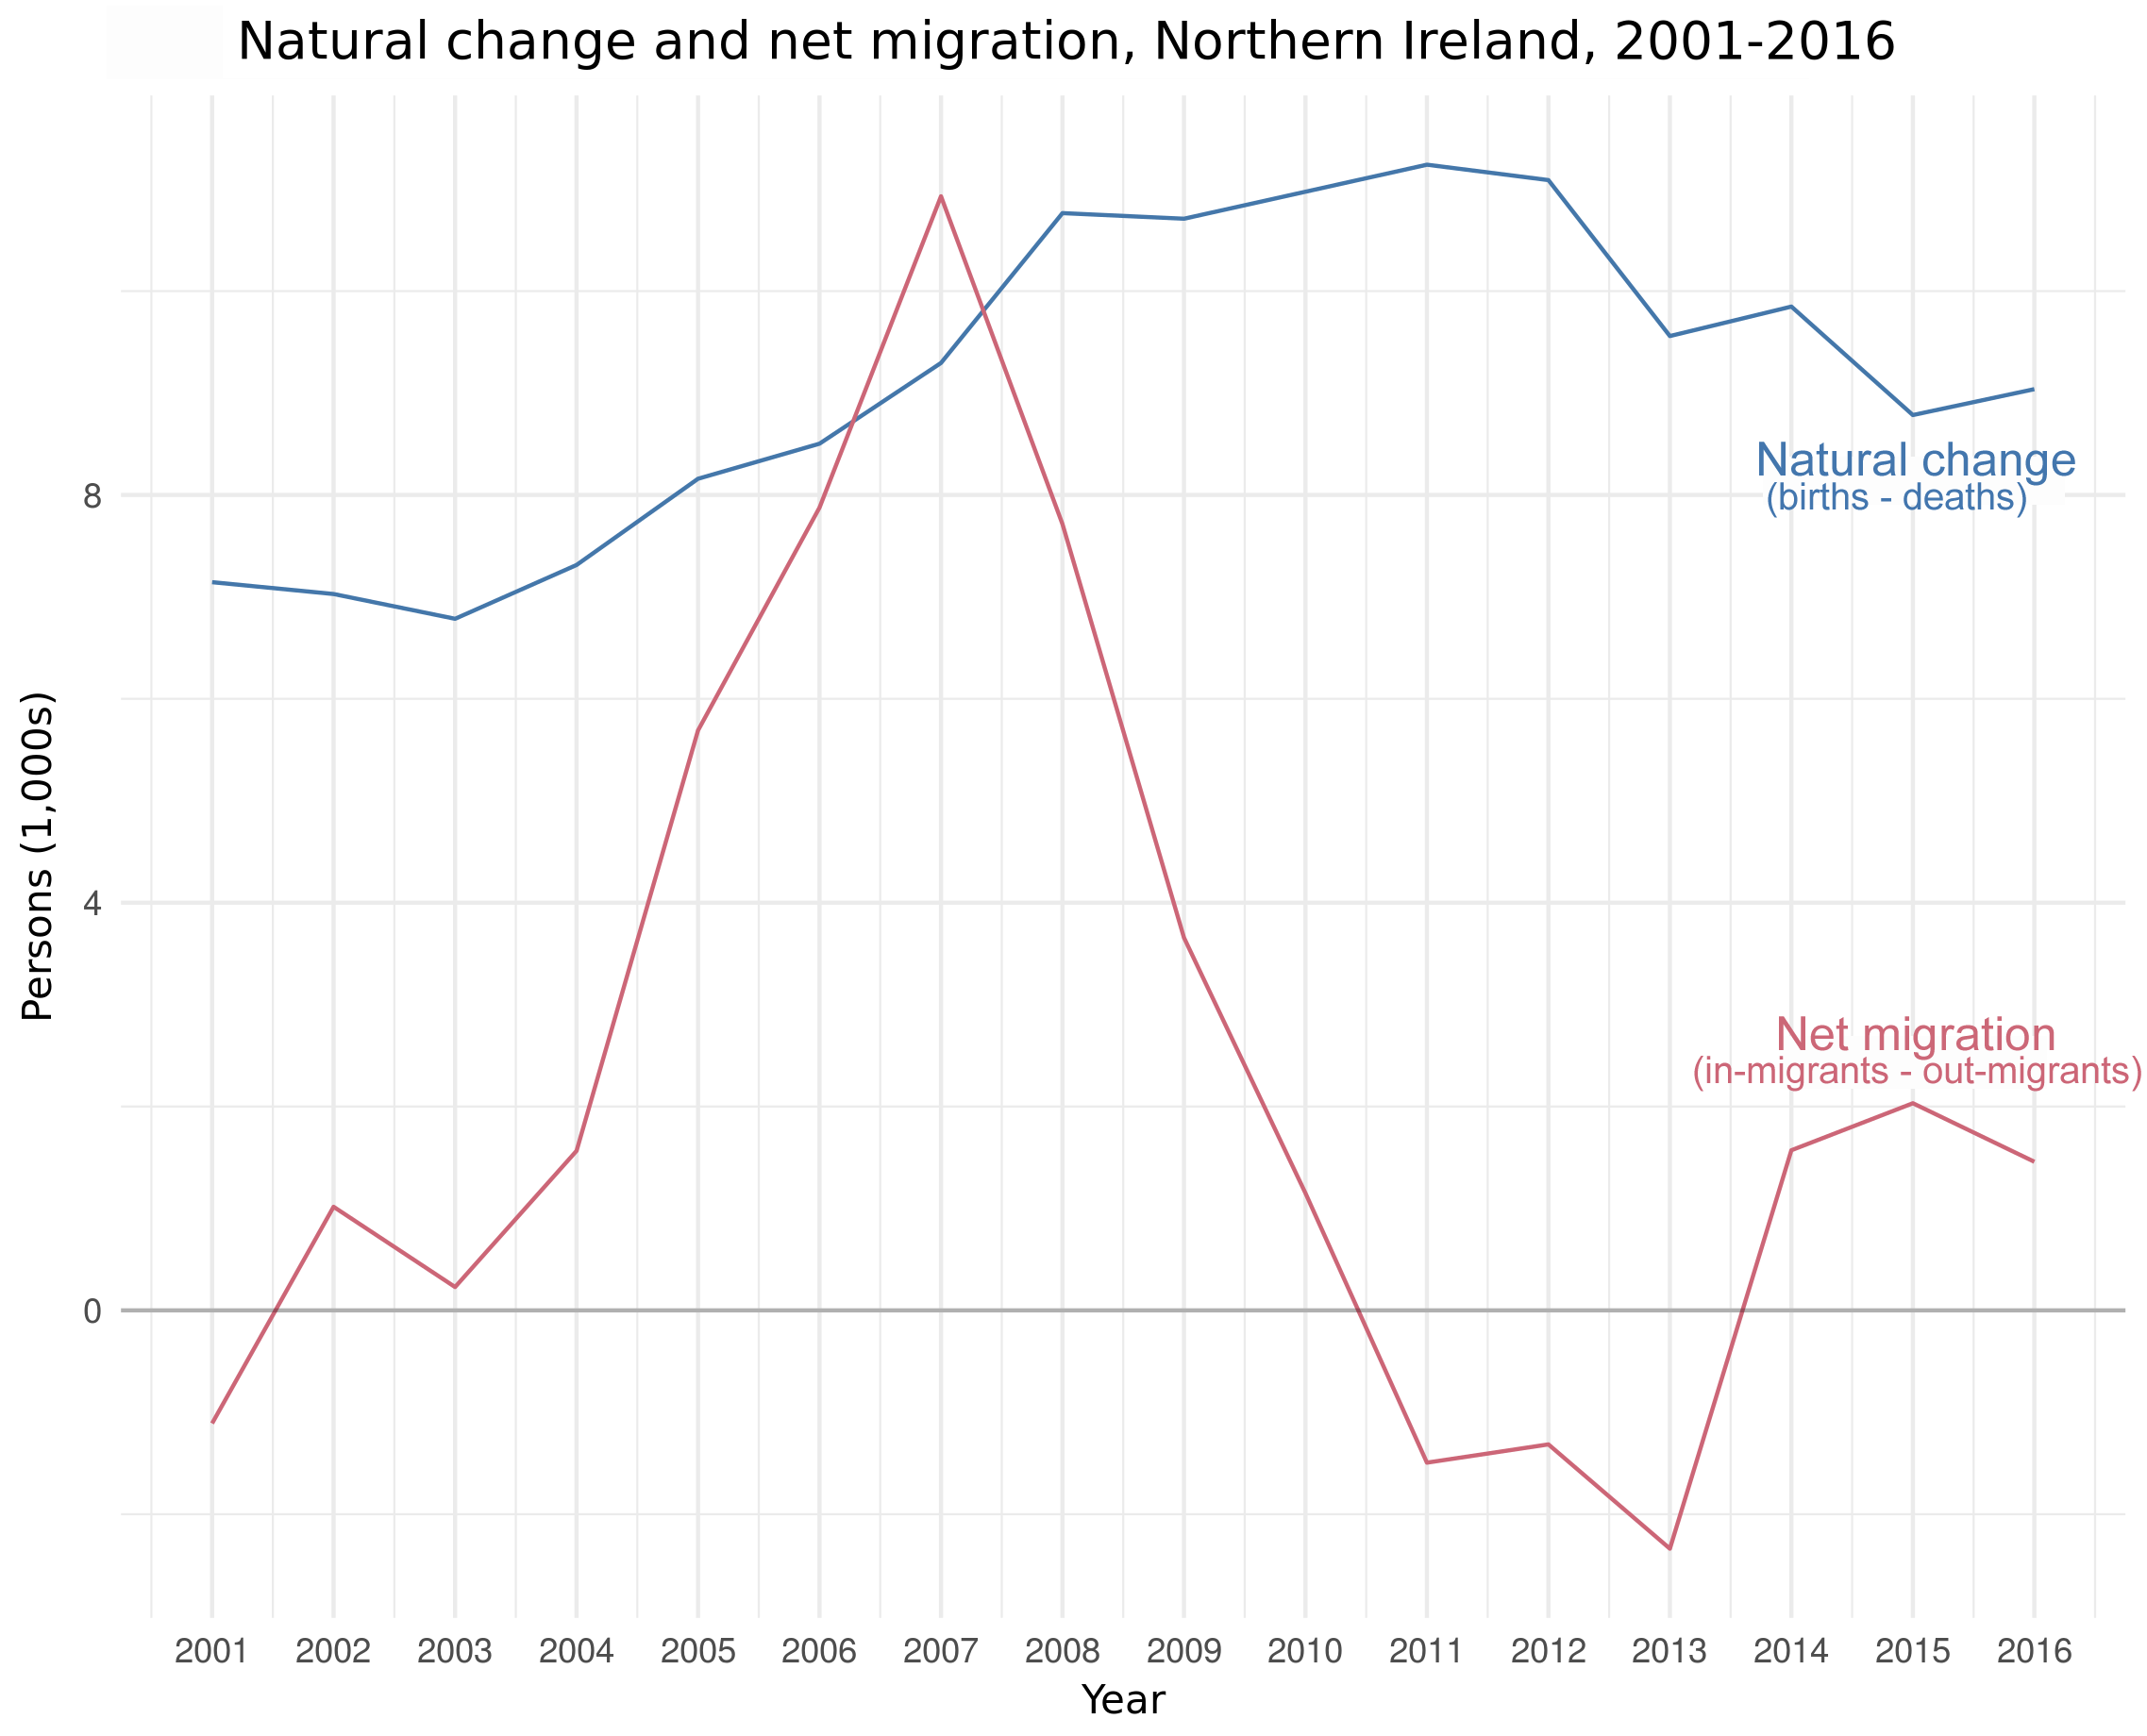 Natural change and net migration, Northern Ireland, 2001-2016
Persons (1,000s)
8
4
0
Natural change
(births - deaths)
Net migration
(in-migrants - out-migrants)
2001 2002 2003 2004 2005 2006 2007 2008 2009 2010 2011 2012 2013 2014 2015 2016
Year